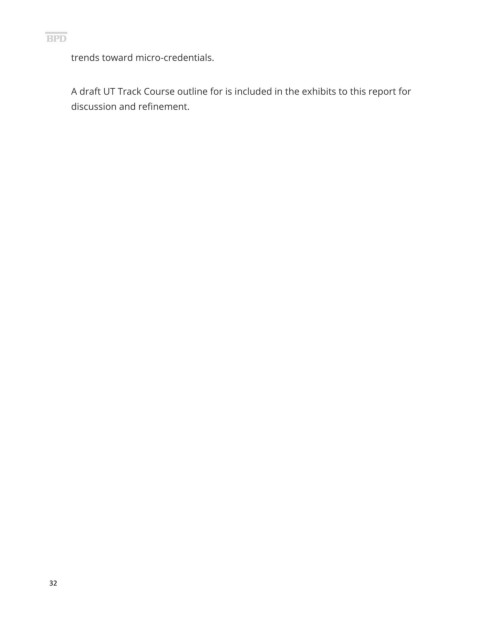 BPD
trends toward micro-credentials.
A draft UT Track Course outline for is included in the exhibits to this report for
discussion and refinement.
32